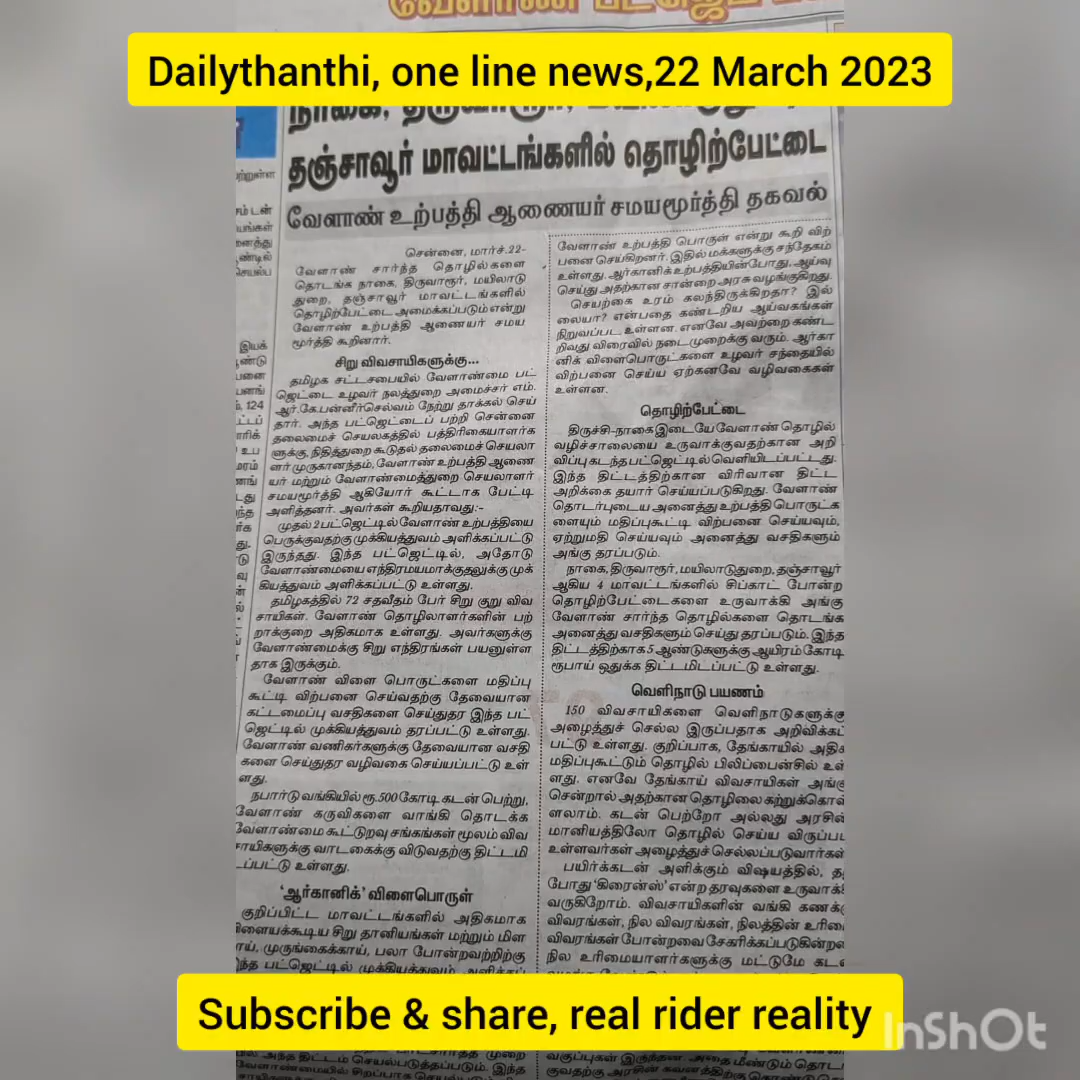 வேளாண் பட்ஜெட்
Dailythanthi, one line news,22 March 2023
நாகை, திருவாரூர்,
தஞ்சாவூர் மாவட்டங்களில் தொழிற்பேட்டை
வேளாண் உற்பத்தி ஆணையர் சமயமூர்த்தி தகவல்
சென்னை, மார்ச்.22-
வேளாண் சார்ந்த தொழில்களை
தொடங்க நாகை, திருவாரூர், மயிலாடு
துறை, தஞ்சாவூர் மாவட்டங்களில்
தொழிற்பேட்டை அமைக்கப்படும் என்று
வேளாண் உற்பத்தி ஆணையர் சமய
மூர்த்தி கூறினார்.
சிறு விவசாயிகளுக்கு...
தமிழக சட்டசபையில் வேளாண்மை பட்
ஜெட்டை உழவர் நலத்துறை அமைச்சர் எம்.
ஆர்.கே.பன்னீர்செல்வம் நேற்று தாக்கல் செய்
தார். அந்த பட்ஜெட்டைப் பற்றி சென்னை
தலைமைச் செயலகத்தில் பத்திரிகையாளர்க
ளுக்கு, நிதித்துறை கூடுதல் தலைமைச் செயலா
ளர் முருகானந்தம், வேளாண் உற்பத்தி ஆணை
யர் மற்றும் வேளாண்மைத்துறை செயலாளர்
சமயமூர்த்தி ஆகியோர் கூட்டாக பேட்டி
அளித்தனர். அவர்கள் கூறியதாவது:-
முதல் 2 பட்ஜெட்டில் வேளாண் உற்பத்தியை
பெருக்குவதற்கு முக்கியத்துவம் அளிக்கப்பட்டு
இருந்தது. இந்த பட்ஜெட்டில், அதோடு
வேளாண்மையை எந்திரமயமாக்குதலுக்கு முக்
கியத்துவம் அளிக்கப்பட்டு உள்ளது.
தமிழகத்தில் 72 சதவீதம் பேர் சிறு குறு விவ
சாயிகள். வேளாண் தொழிலாளர்களின் பற்
றாக்குறை அதிகமாக உள்ளது. அவர்களுக்கு
வேளாண்மைக்கு சிறு எந்திரங்கள் பயனுள்ள
தாக இருக்கும்.
வேளாண் விளை பொருட்களை மதிப்பு
கூட்டி விற்பனை செய்வதற்கு தேவையான
கட்டமைப்பு வசதிகளை செய்துதர இந்த பட்
ஜெட்டில் முக்கியத்துவம் தரப்பட்டு உள்ளது.
வேளாண் வணிகர்களுக்கு தேவையான வசதி
களை செய்துதர வழிவகை செய்யப்பட்டு உள்
ளது.
நபார்டு வங்கியில் ரூ.500 கோடி கடன் பெற்று,
வேளாண் கருவிகளை வாங்கி தொடக்க
வேளாண்மை கூட்டுறவு சங்கங்கள் மூலம் விவ
சாயிகளுக்கு வாடகைக்கு விடுவதற்கு திட்டமி
டப்பட்டு உள்ளது.
'ஆர்கானிக்' விளைபொருள்
குறிப்பிட்ட மாவட்டங்களில் அதிகமாக
விளையக்கூடிய சிறு தானியங்கள் மற்றும் மிள
காய், முருங்கைக்காய், பலா போன்றவற்றிற்கு
இந்த பட்ஜெட்டில் முக்கியத்துவம் அளிக்கப்
வேளாண் உற்பத்தி பொருள் என்று கூறி விற்
பனை செய்கிறனர். இதில் மக்களுக்கு சந்தேகம்
உள்ளது. ஆர்கானிக் உற்பத்தியின்போது, ஆய்வு
செய்து அதற்கான சான்றை அரசு வழங்குகிறது.
செயற்கை உரம் கலந்திருக்கிறதா? இல்
லையா? என்பதை கண்டறிய ஆய்வகங்கள்
நிறுவப்பட உள்ளன. எனவே அவற்றை கண்ட
றிவது விரைவில் நடைமுறைக்கு வரும். ஆர்கா
னிக் விளைபொருட்களை உழவர் சந்தையில்
விற்பனை செய்ய ஏற்கனவே வழிவகைகள்
உள்ளன.
தொழிற்பேட்டை
திருச்சி-நாகை இடையே வேளாண் தொழில்
வழிச்சாலையை உருவாக்குவதற்கான அறி
விப்பு கடந்த பட்ஜெட்டில் வெளியிடப்பட்டது.
இந்த திட்டத்திற்கான விரிவான திட்ட
அறிக்கை தயார் செய்யப்படுகிறது. வேளாண்
தொடர்புடைய அனைத்து உற்பத்தி பொருட்க
ளையும் மதிப்புகூட்டி விற்பனை செய்யவும்,
ஏற்றுமதி செய்யவும் அனைத்து வசதிகளும்
அங்கு தரப்படும்.
நாகை, திருவாரூர், மயிலாடுதுறை, தஞ்சாவூர்
ஆகிய 4 மாவட்டங்களில் சிப்காட் போன்ற
தொழிற்பேட்டைகளை உருவாக்கி அங்கு
வேளாண் சார்ந்த தொழில்களை தொடங்க
அனைத்து வசதிகளும் செய்து தரப்படும். இந்த
திட்டத்திற்காக 5 ஆண்டுகளுக்கு ஆயிரம் கோடி
ரூபாய் ஒதுக்க திட்டமிடப்பட்டு உள்ளது.
வெளிநாடு பயணம்
150 விவசாயிகளை வெளிநாடுகளுக்கு
அழைத்துச் செல்ல இருப்பதாக அறிவிக்கப்
பட்டு உள்ளது. குறிப்பாக, தேங்காயில் அதிக
மதிப்புகூட்டும் தொழில் பிலிப்பைன்சில் உள்
ளது. எனவே தேங்காய் விவசாயிகள் அங்கு
சென்றால் அதற்கான தொழிலை கற்றுக்கொள்
ளலாம். கடன் பெற்றோ அல்லது அரசின்
மானியத்திலோ தொழில் செய்ய விருப்பம்
உள்ளவர்கள் அழைத்துச் செல்லப்படுவார்கள்
பயிர்க்கடன் அளிக்கும் விஷயத்தில், தற்
போது 'கிரைன்ஸ்' என்ற தரவுகளை உருவாக்கி
வருகிறோம். விவசாயிகளின் வங்கி கணக்கு
விவரங்கள், நில விவரங்கள், நிலத்தின் உரிமை
விவரங்கள் போன்றவை சேகரிக்கப்படுகின்றன
நில உரிமையாளர்களுக்கு மட்டுமே கடன்
Subscribe & share, real rider reality
InShOt